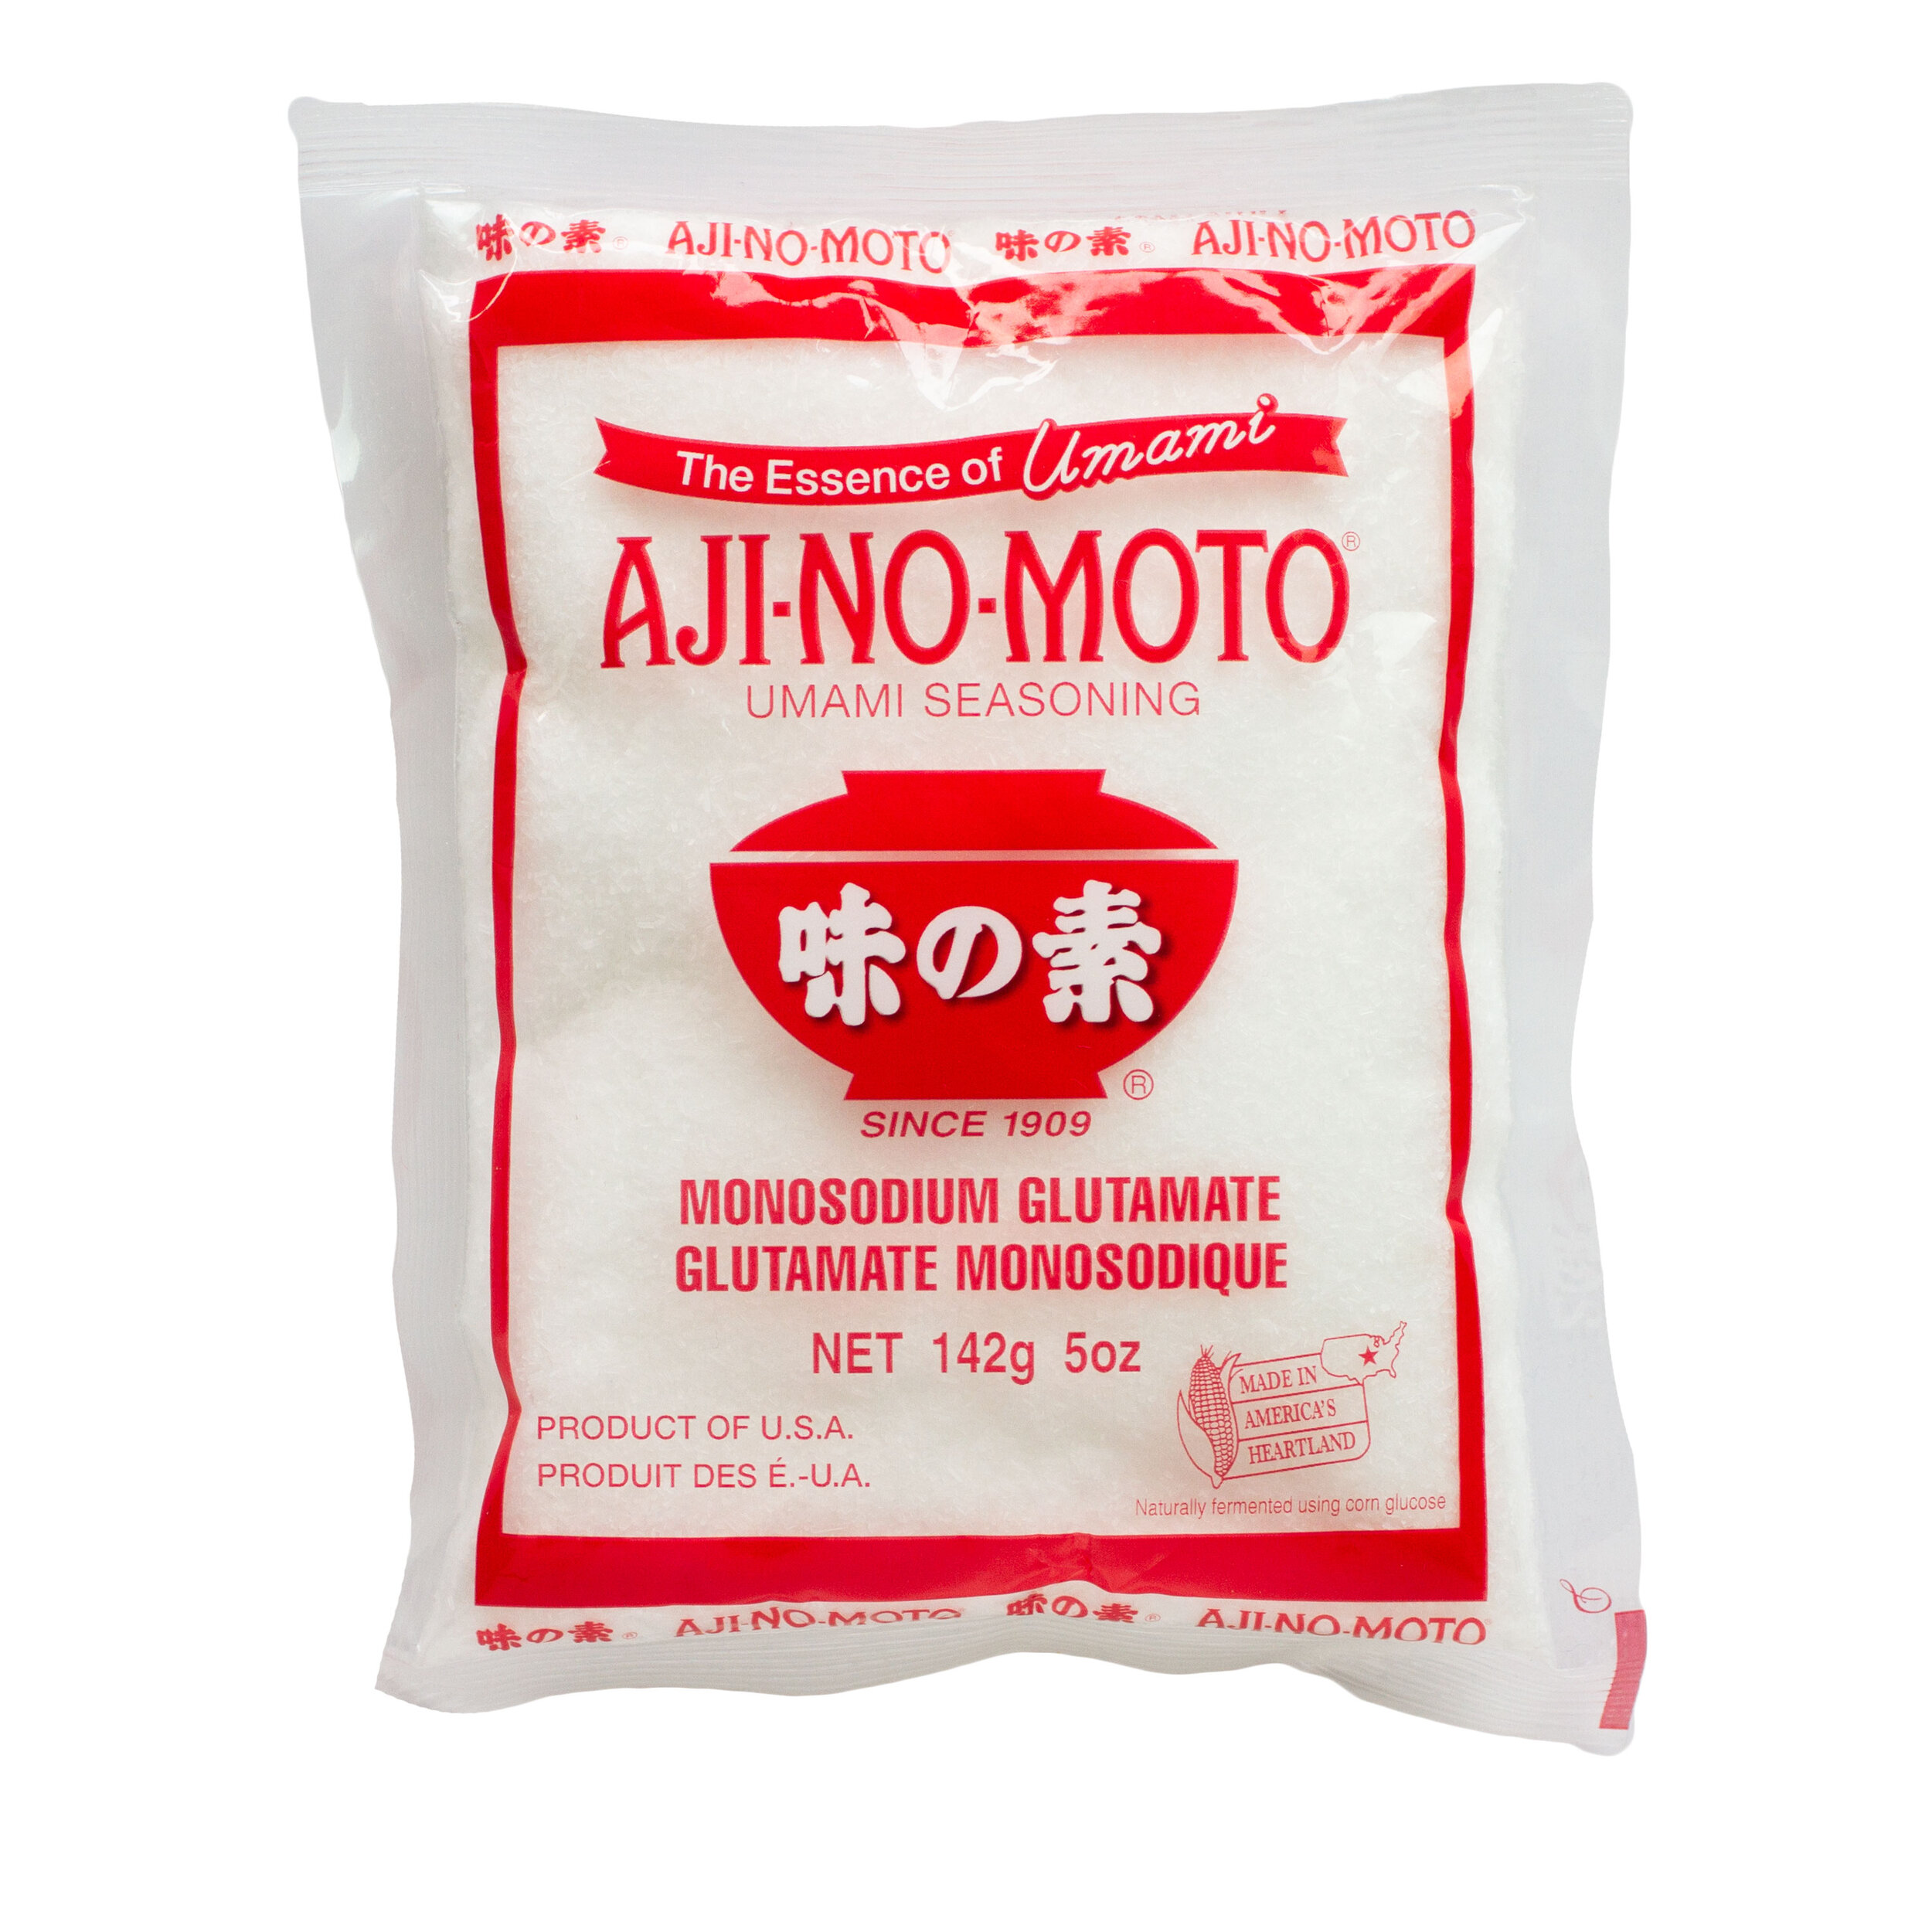 味の素® AJI-NO-MOTO® 味の素® AJI-NO-MOTO®
The Essence of Umami
AJI-NO-MOTO®
UMAMI SEASONING
味の素
®
SINCE 1909
MONOSODIUM GLUTAMATE
GLUTAMATE MONOSODIQUE
NET 142g 5oz
MADE IN
AMERICA'S
HEARTLAND
PRODUCT OF U.S.A.
PRODUIT DES É.-U.A.
Naturally fermented using corn glucose
味の素® AJI-NO-MOTO® 味の素® AJI-NO-MOTO®